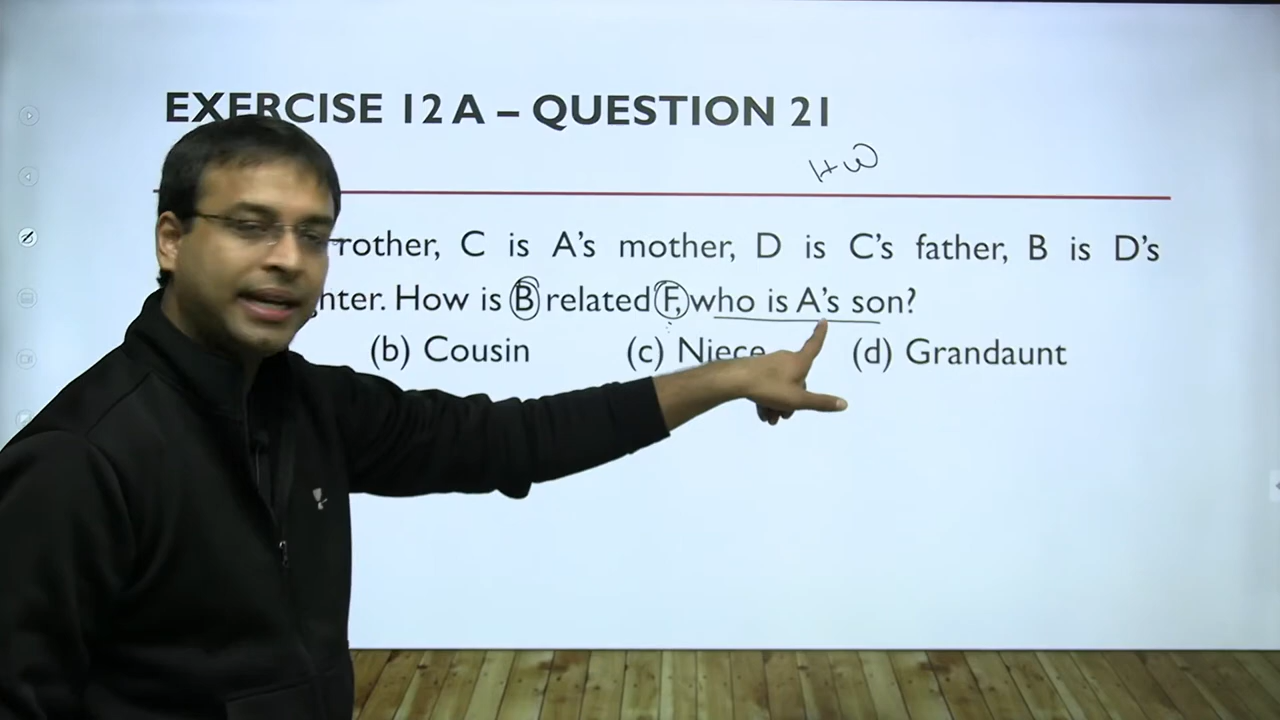 EXERCISE 12 A – QUESTION 21
HW
rother, C is A's mother, D is C's father, B is D's
hter. How is B related F, who is A's son?
(b) Cousin (c) Niece (d) Grandaunt